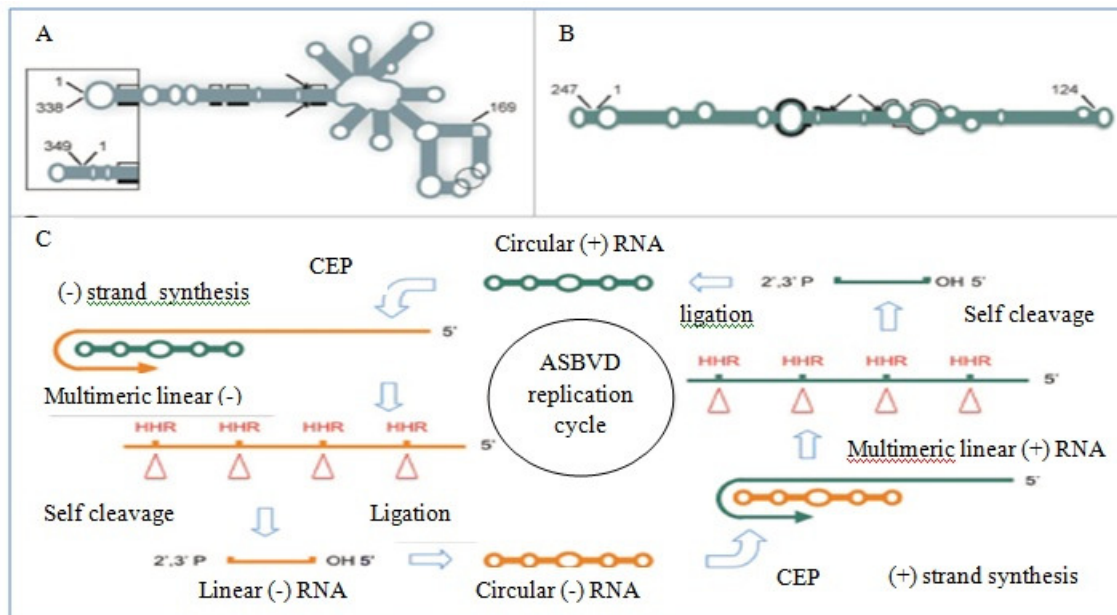 A
1
338
349
1
169
B
247
1
124
C
Circular (+) RNA
CEP
(-) strand synthesis
5'
2',3' P
OH 5'
ligation
Self cleavage
ASBVD
replication
cycle
HHR HHR HHR HHR
5'
Multimeric linear (-)
HHR HHR HHR HHR
5'
Multimeric linear (+) RNA
5'
Self cleavage
Ligation
2',3' P
OH 5'
Linear (-) RNA
Circular (-) RNA
CEP
(+) strand synthesis